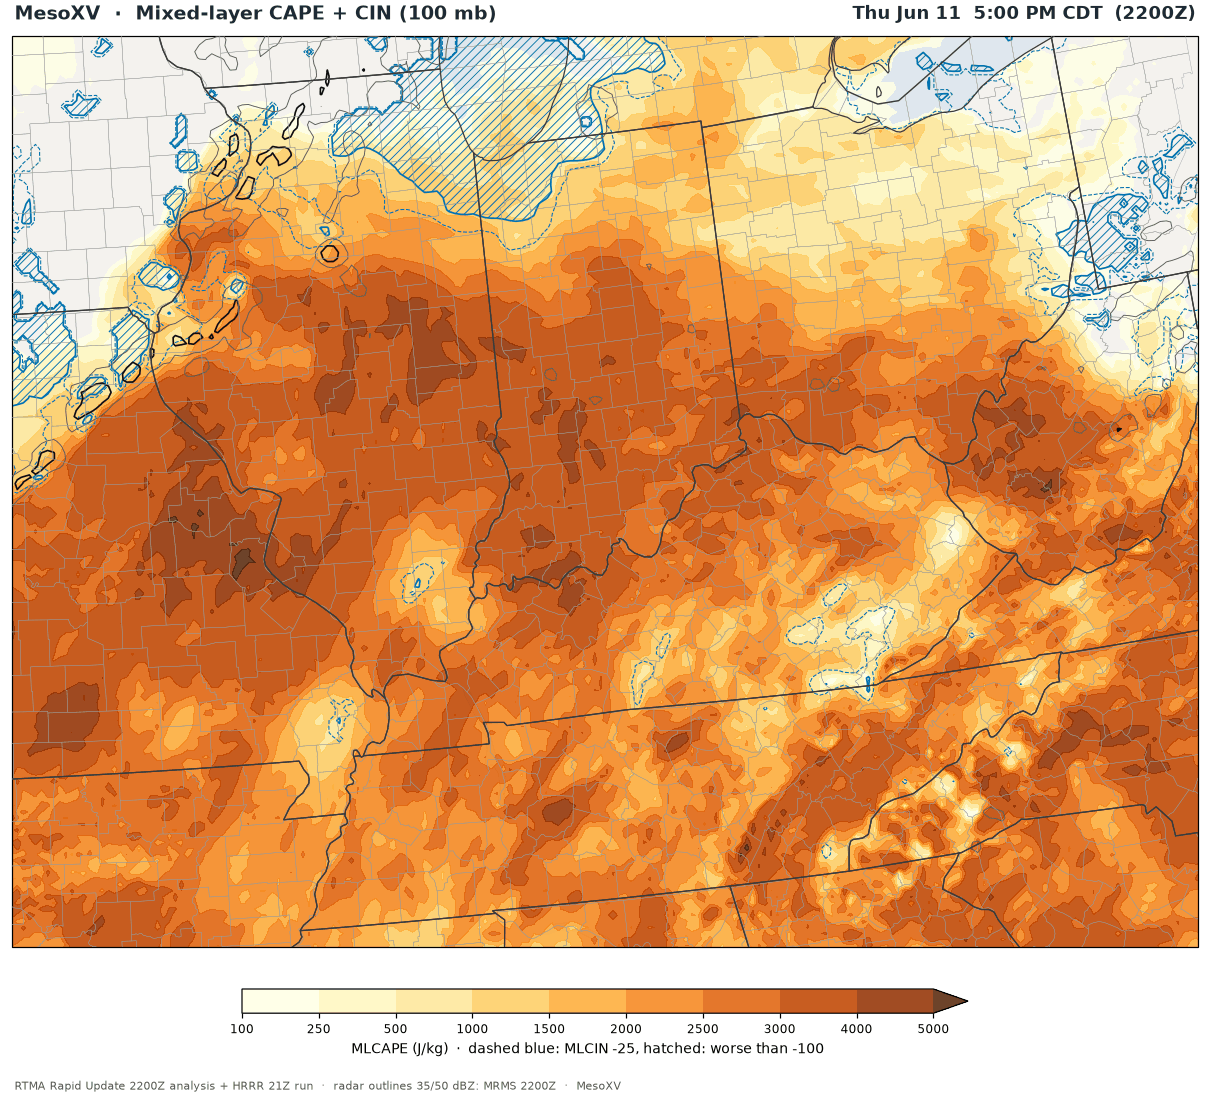 MesoXV · Mixed-layer CAPE + CIN (100 mb)
Thu Jun 11 5:00 PM CDT (2200Z)
100 250 500 1000 1500 2000 2500 3000 4000 5000
MLCAPE (J/kg) · dashed blue: MLCIN -25, hatched: worse than -100
RTMA Rapid Update 2200Z analysis + HRRR 21Z run · radar outlines 35/50 dBZ: MRMS 2200Z · MesoXV